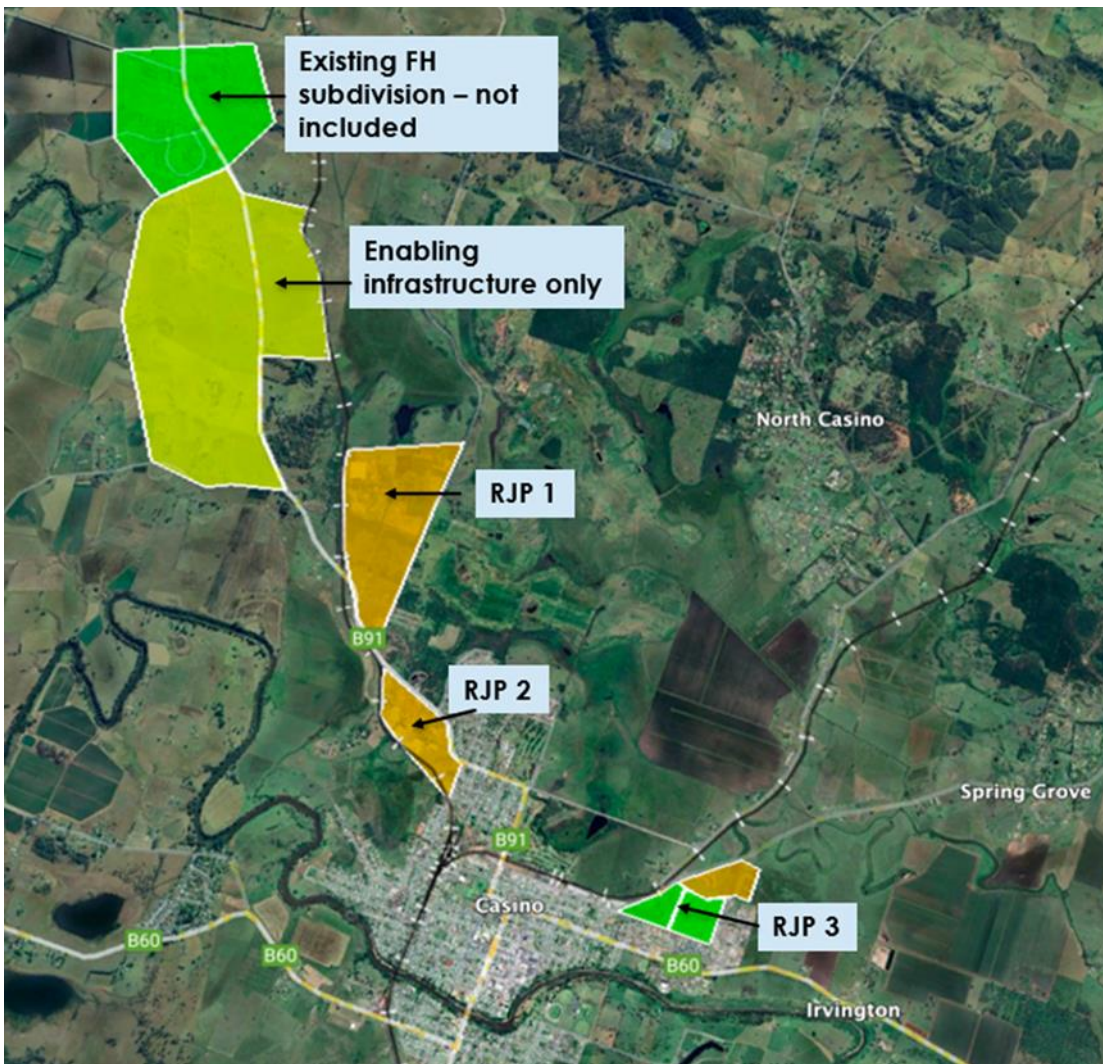 Existing FH
subdivision – not
included
Enabling
infrastructure only
North Casino
RJP 1
B91
RJP 2
Spring Grove
B91
Casino
RJP 3
B60
B60
B60
Irvington